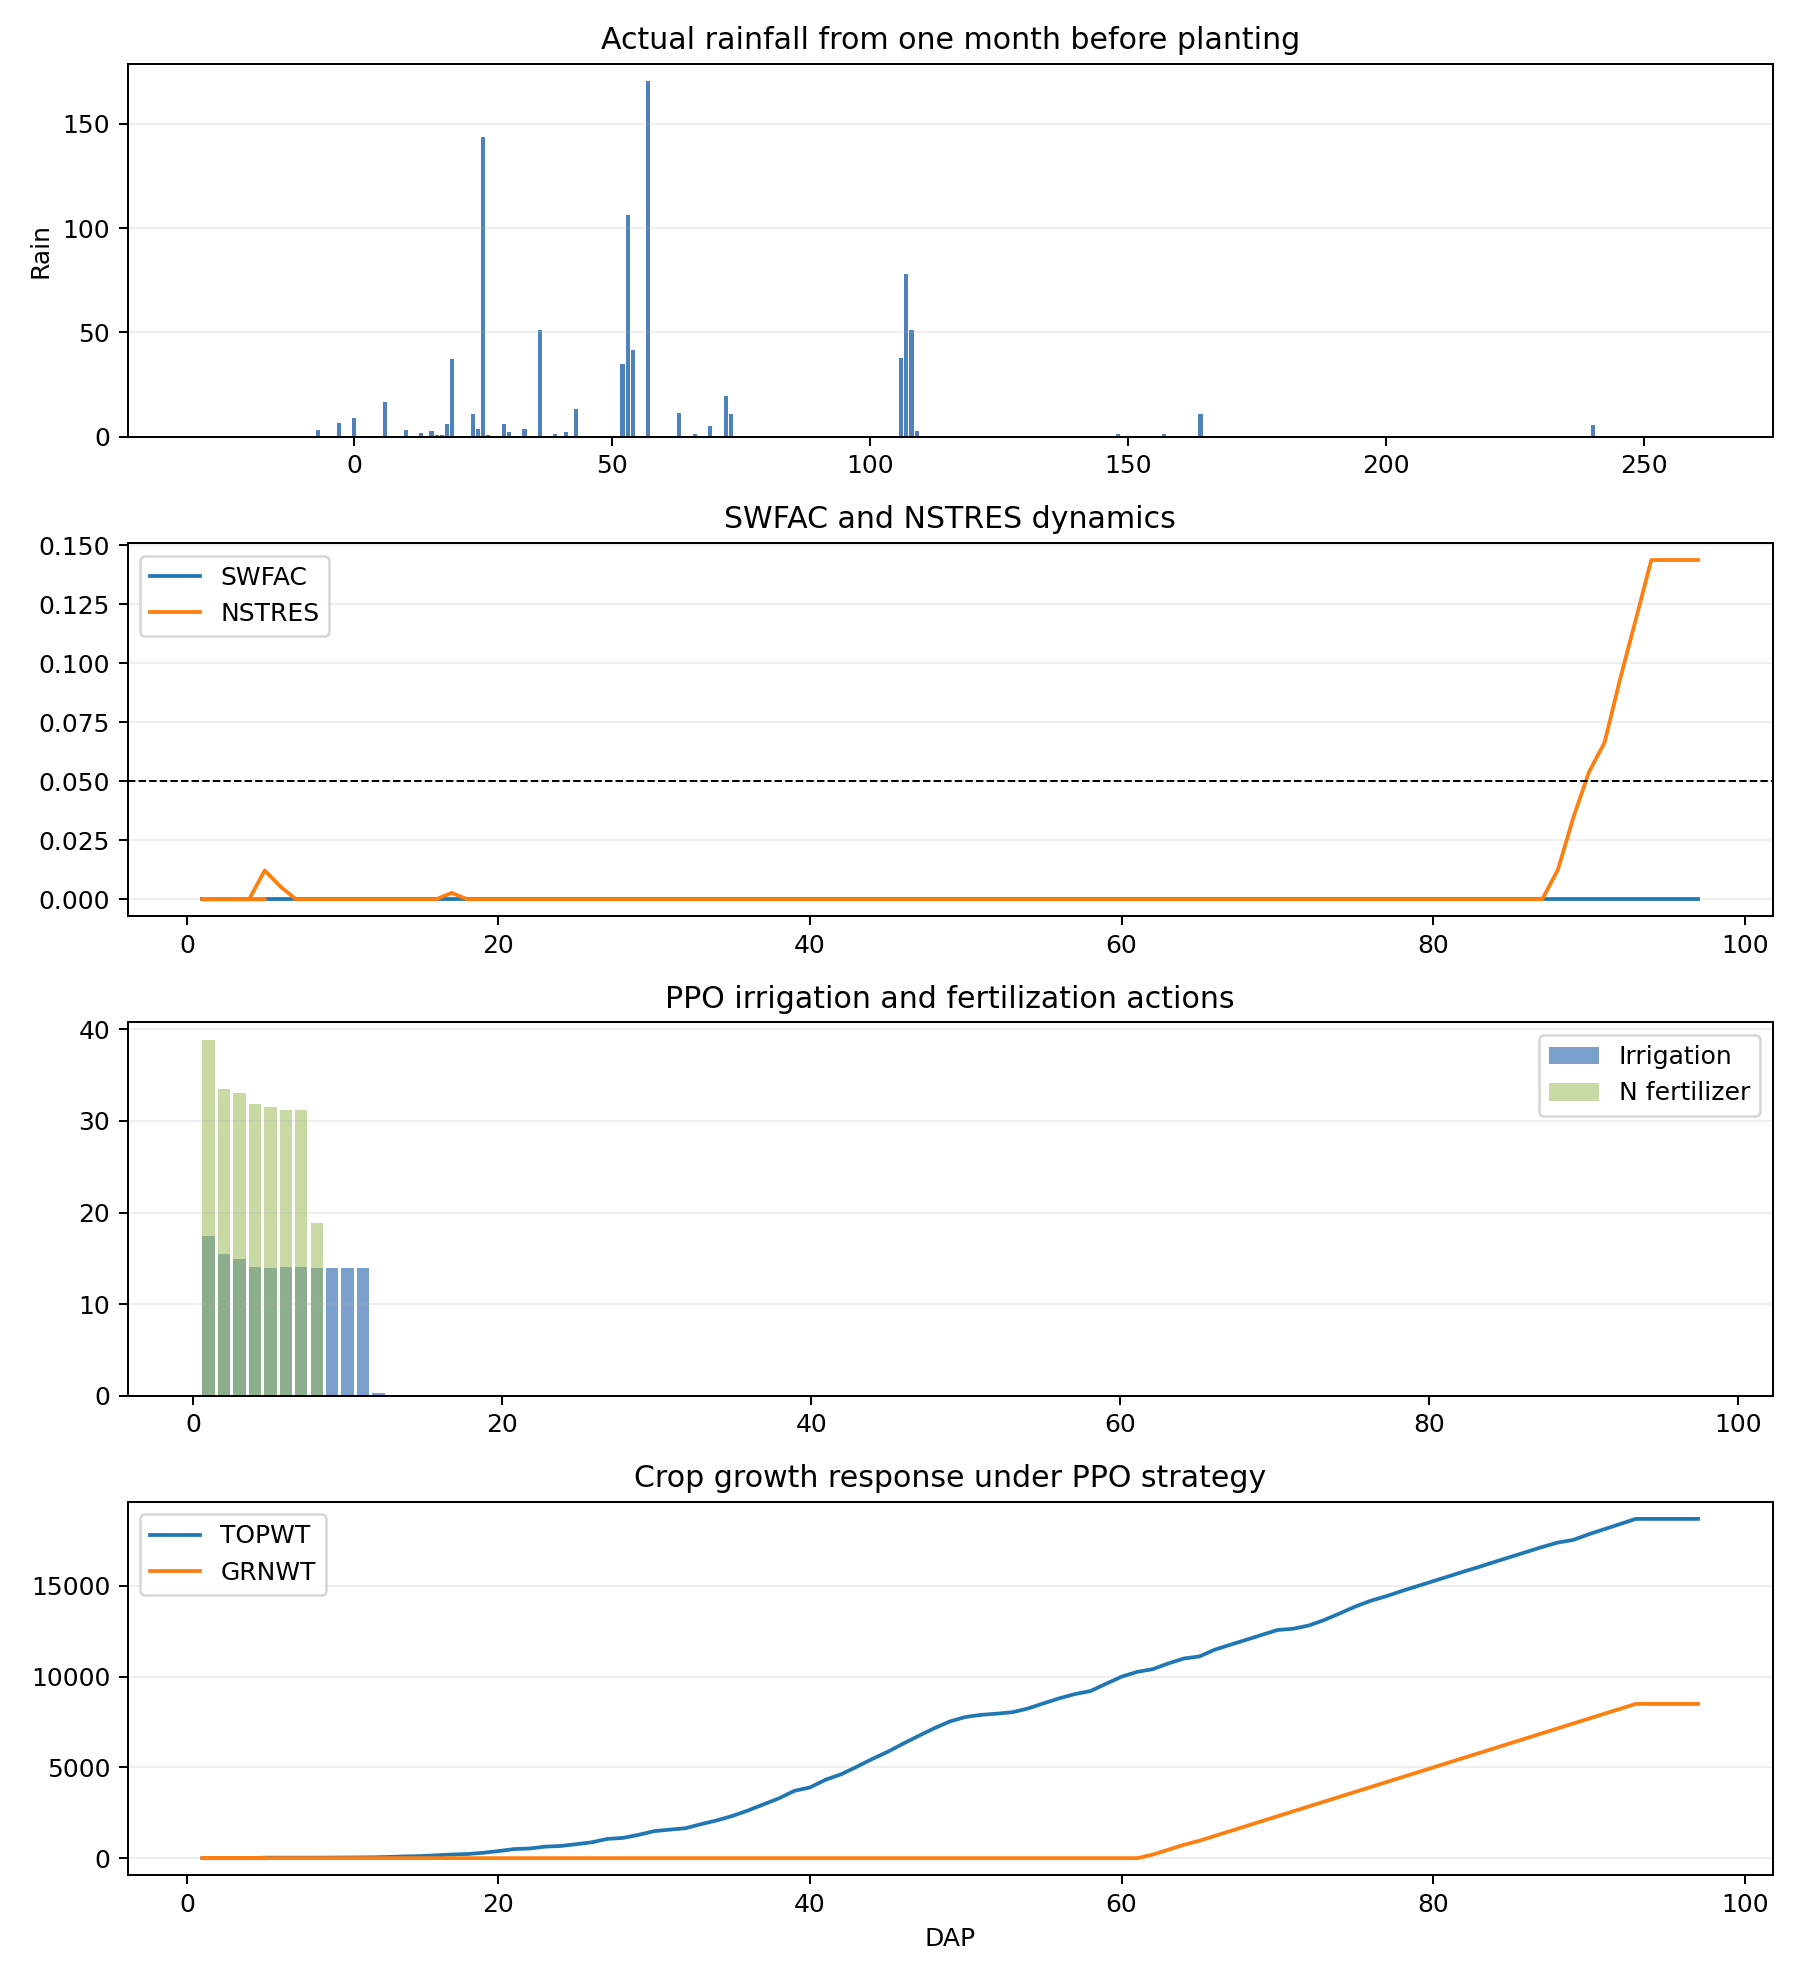 Actual rainfall from one month before planting
150
100
50
0
Rain
0 50 100 150 200 250
SWFAC and NSTRES dynamics
SWFAC
NSTRES
0.150
0.125
0.100
0.075
0.050
0.025
0.000
0 20 40 60 80 100
PPO irrigation and fertilization actions
Irrigation
N fertilizer
40
30
20
10
0
0 20 40 60 80 100
Crop growth response under PPO strategy
TOPWT
GRNWT
15000
10000
5000
0
0 20 40 60 80 100
DAP